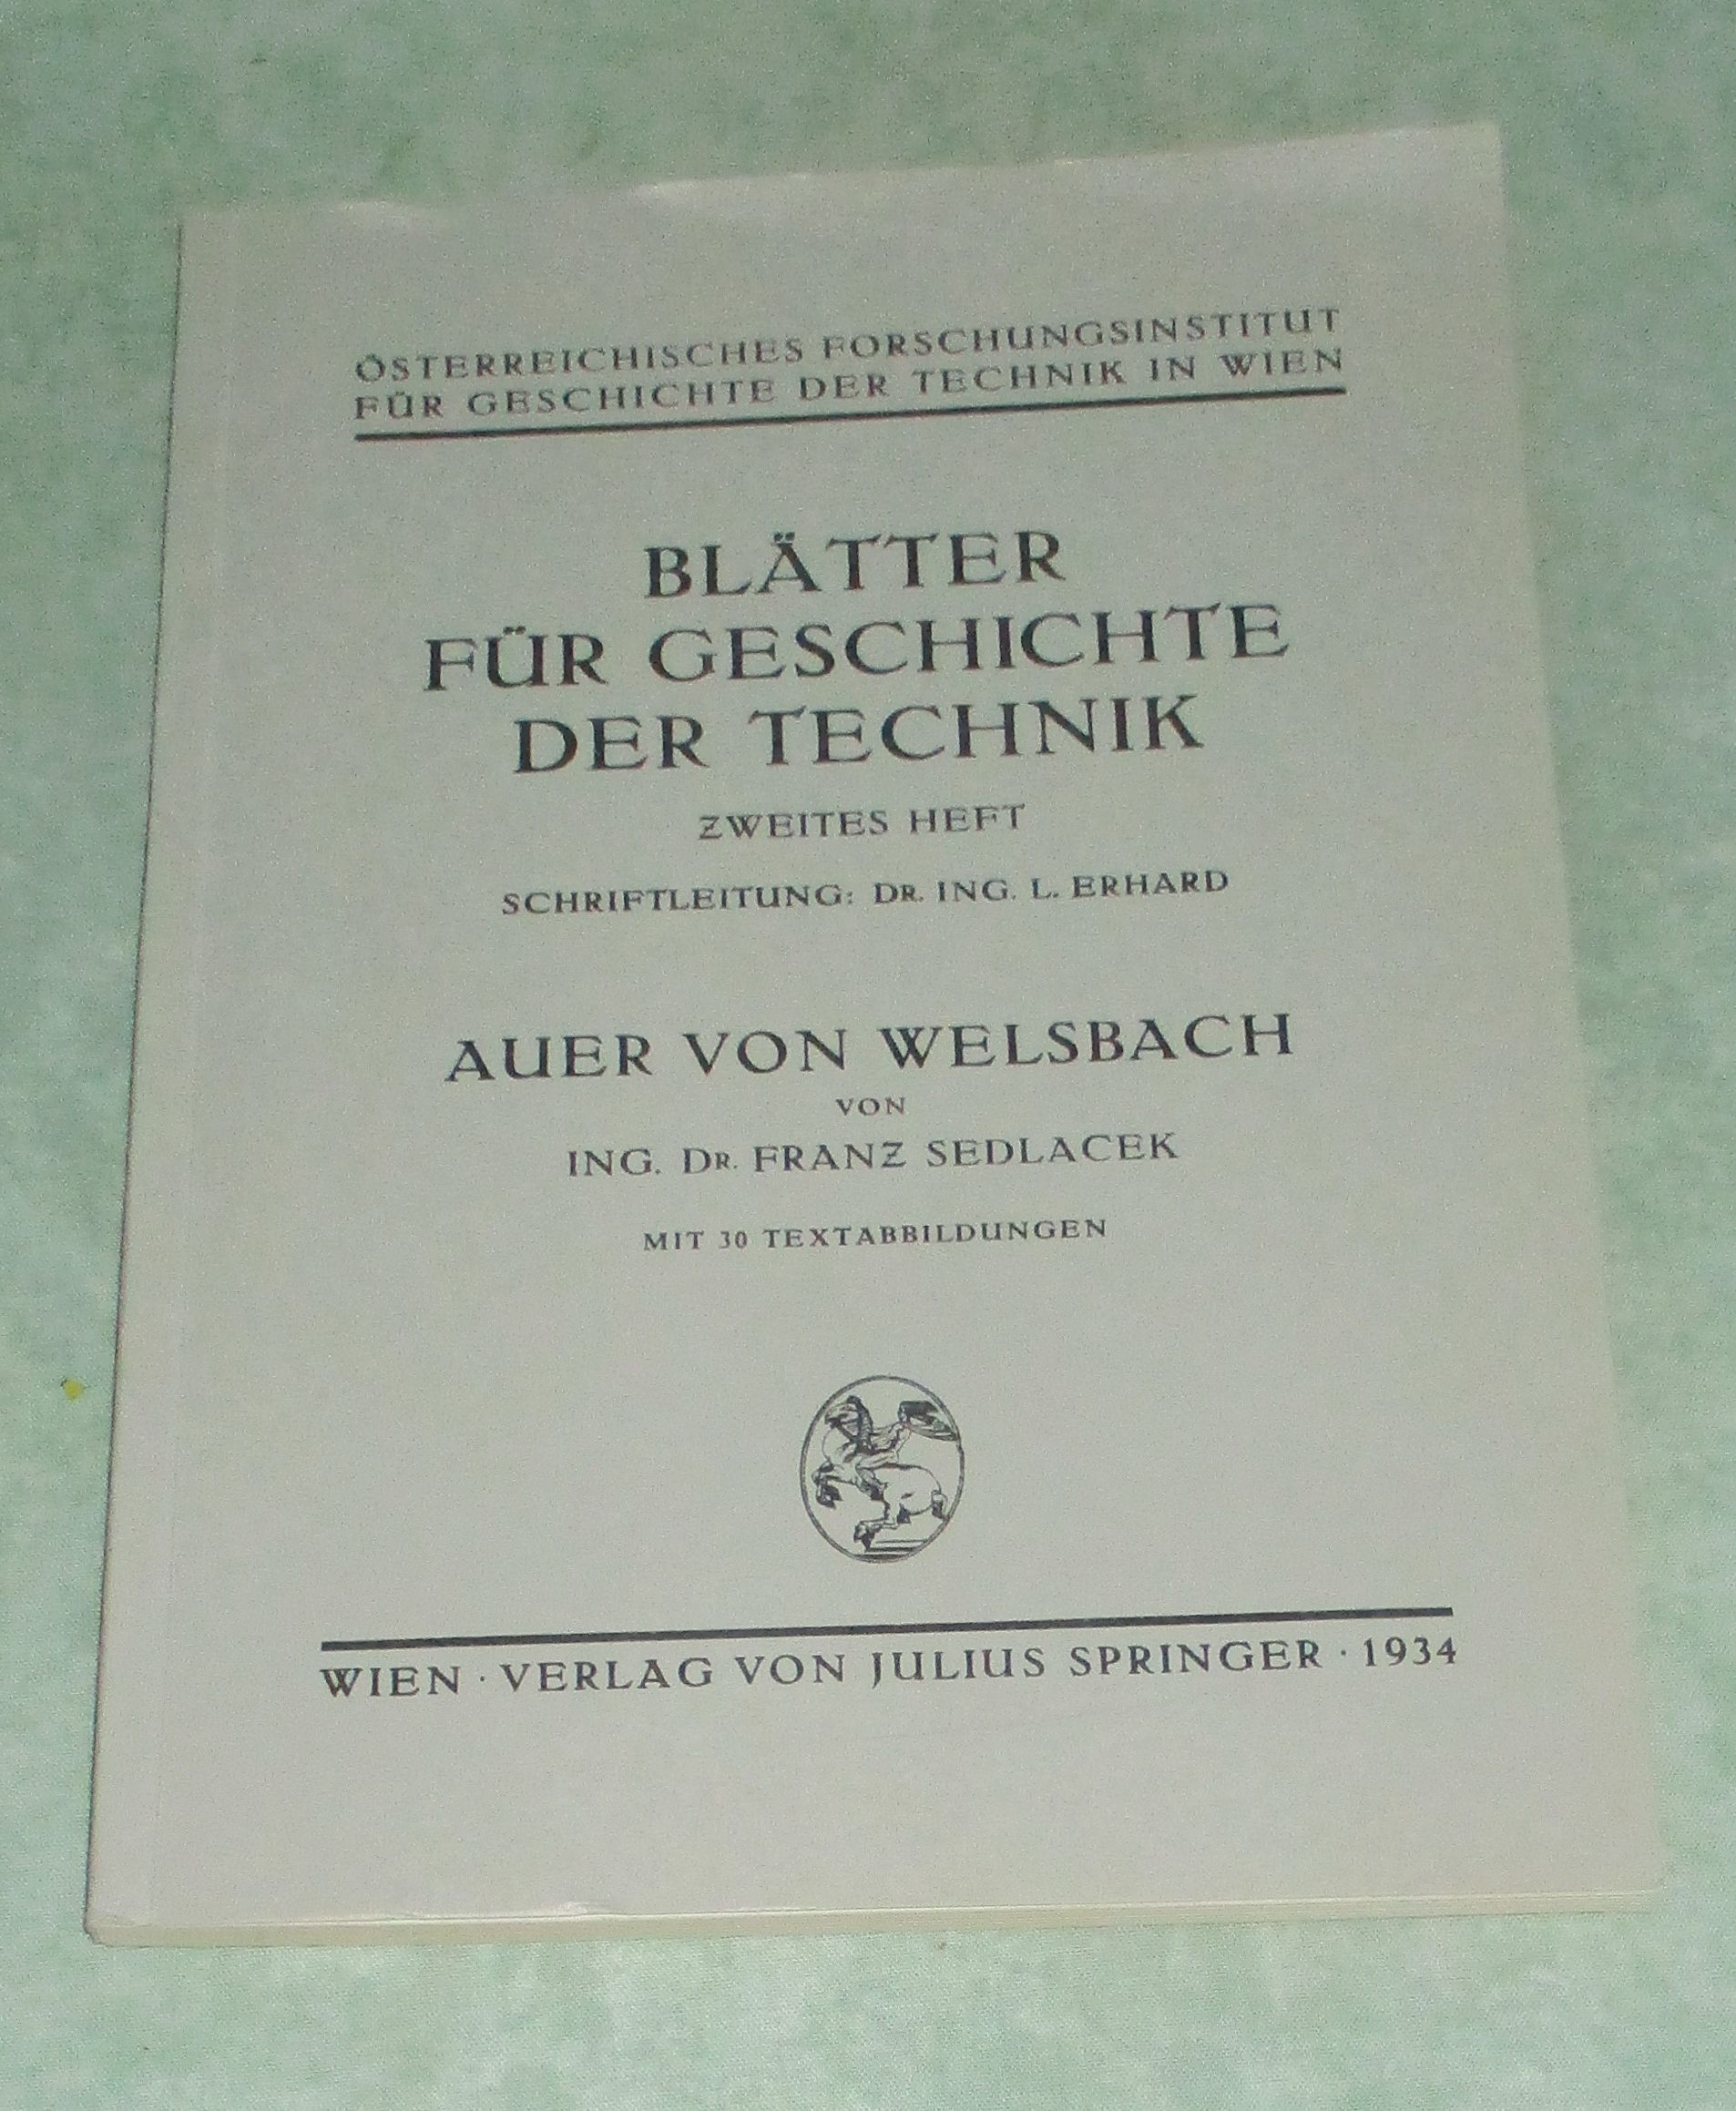 ÖSTERREICHISCHES FORSCHUNGSINSTITUT
FÜR GESCHICHTE DER TECHNIK IN WIEN
BLÄTTER
FÜR GESCHICHTE
DER TECHNIK
ZWEITES HEFT
SCHRIFTLEITUNG: DR. ING. L. ERHARD
AUER VON WELSBACH
VON
ING. DR. FRANZ SEDLACEK
MIT 30 TEXTABBILDUNGEN
WIEN · VERLAG VON JULIUS SPRINGER · 1934